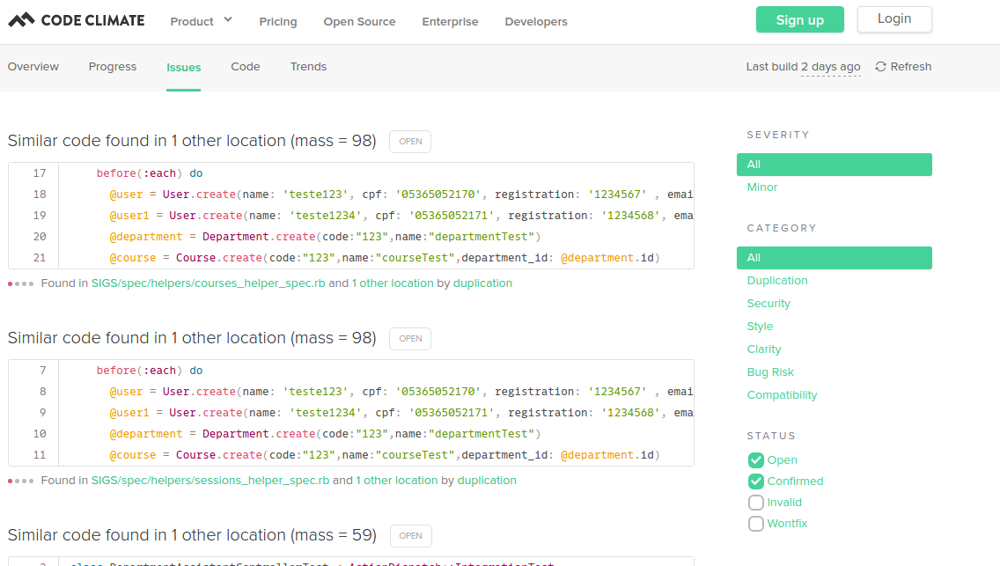 CODE CLIMATE Product Pricing Open Source Enterprise Developers Sign up Login
Overview Progress Issues Code Trends Last build 2 days ago Refresh
Similar code found in 1 other location (mass = 98) OPEN
17 before(:each) do
18 @user = User.create(name: 'teste123', cpf: '05365052170', registration: '1234567' , emai
19 @user1 = User.create(name: 'teste1234', cpf: '05365052171', registration: '1234568', ema
20 @department = Department.create(code:"123",name:"departmentTest")
21 @course = Course.create(code:"123",name:"courseTest",department_id: @department.id)
Found in SIGS/spec/helpers/courses_helper_spec.rb and 1 other location by duplication
Similar code found in 1 other location (mass = 98) OPEN
7 before(:each) do
8 @user = User.create(name: 'teste123', cpf: '05365052170', registration: '1234567' , emai
9 @user1 = User.create(name: 'teste1234', cpf: '05365052171', registration: '1234568', ema
10 @department = Department.create(code:"123",name:"departmentTest")
11 @course = Course.create(code:"123",name:"courseTest",department_id: @department.id)
Found in SIGS/spec/helpers/sessions_helper_spec.rb and 1 other location by duplication
Similar code found in 1 other location (mass = 59) OPEN
SEVERITY
All
Minor
CATEGORY
All
Duplication
Security
Style
Clarity
Bug Risk
Compatibility
STATUS
Open
Confirmed
Invalid
Wontfix